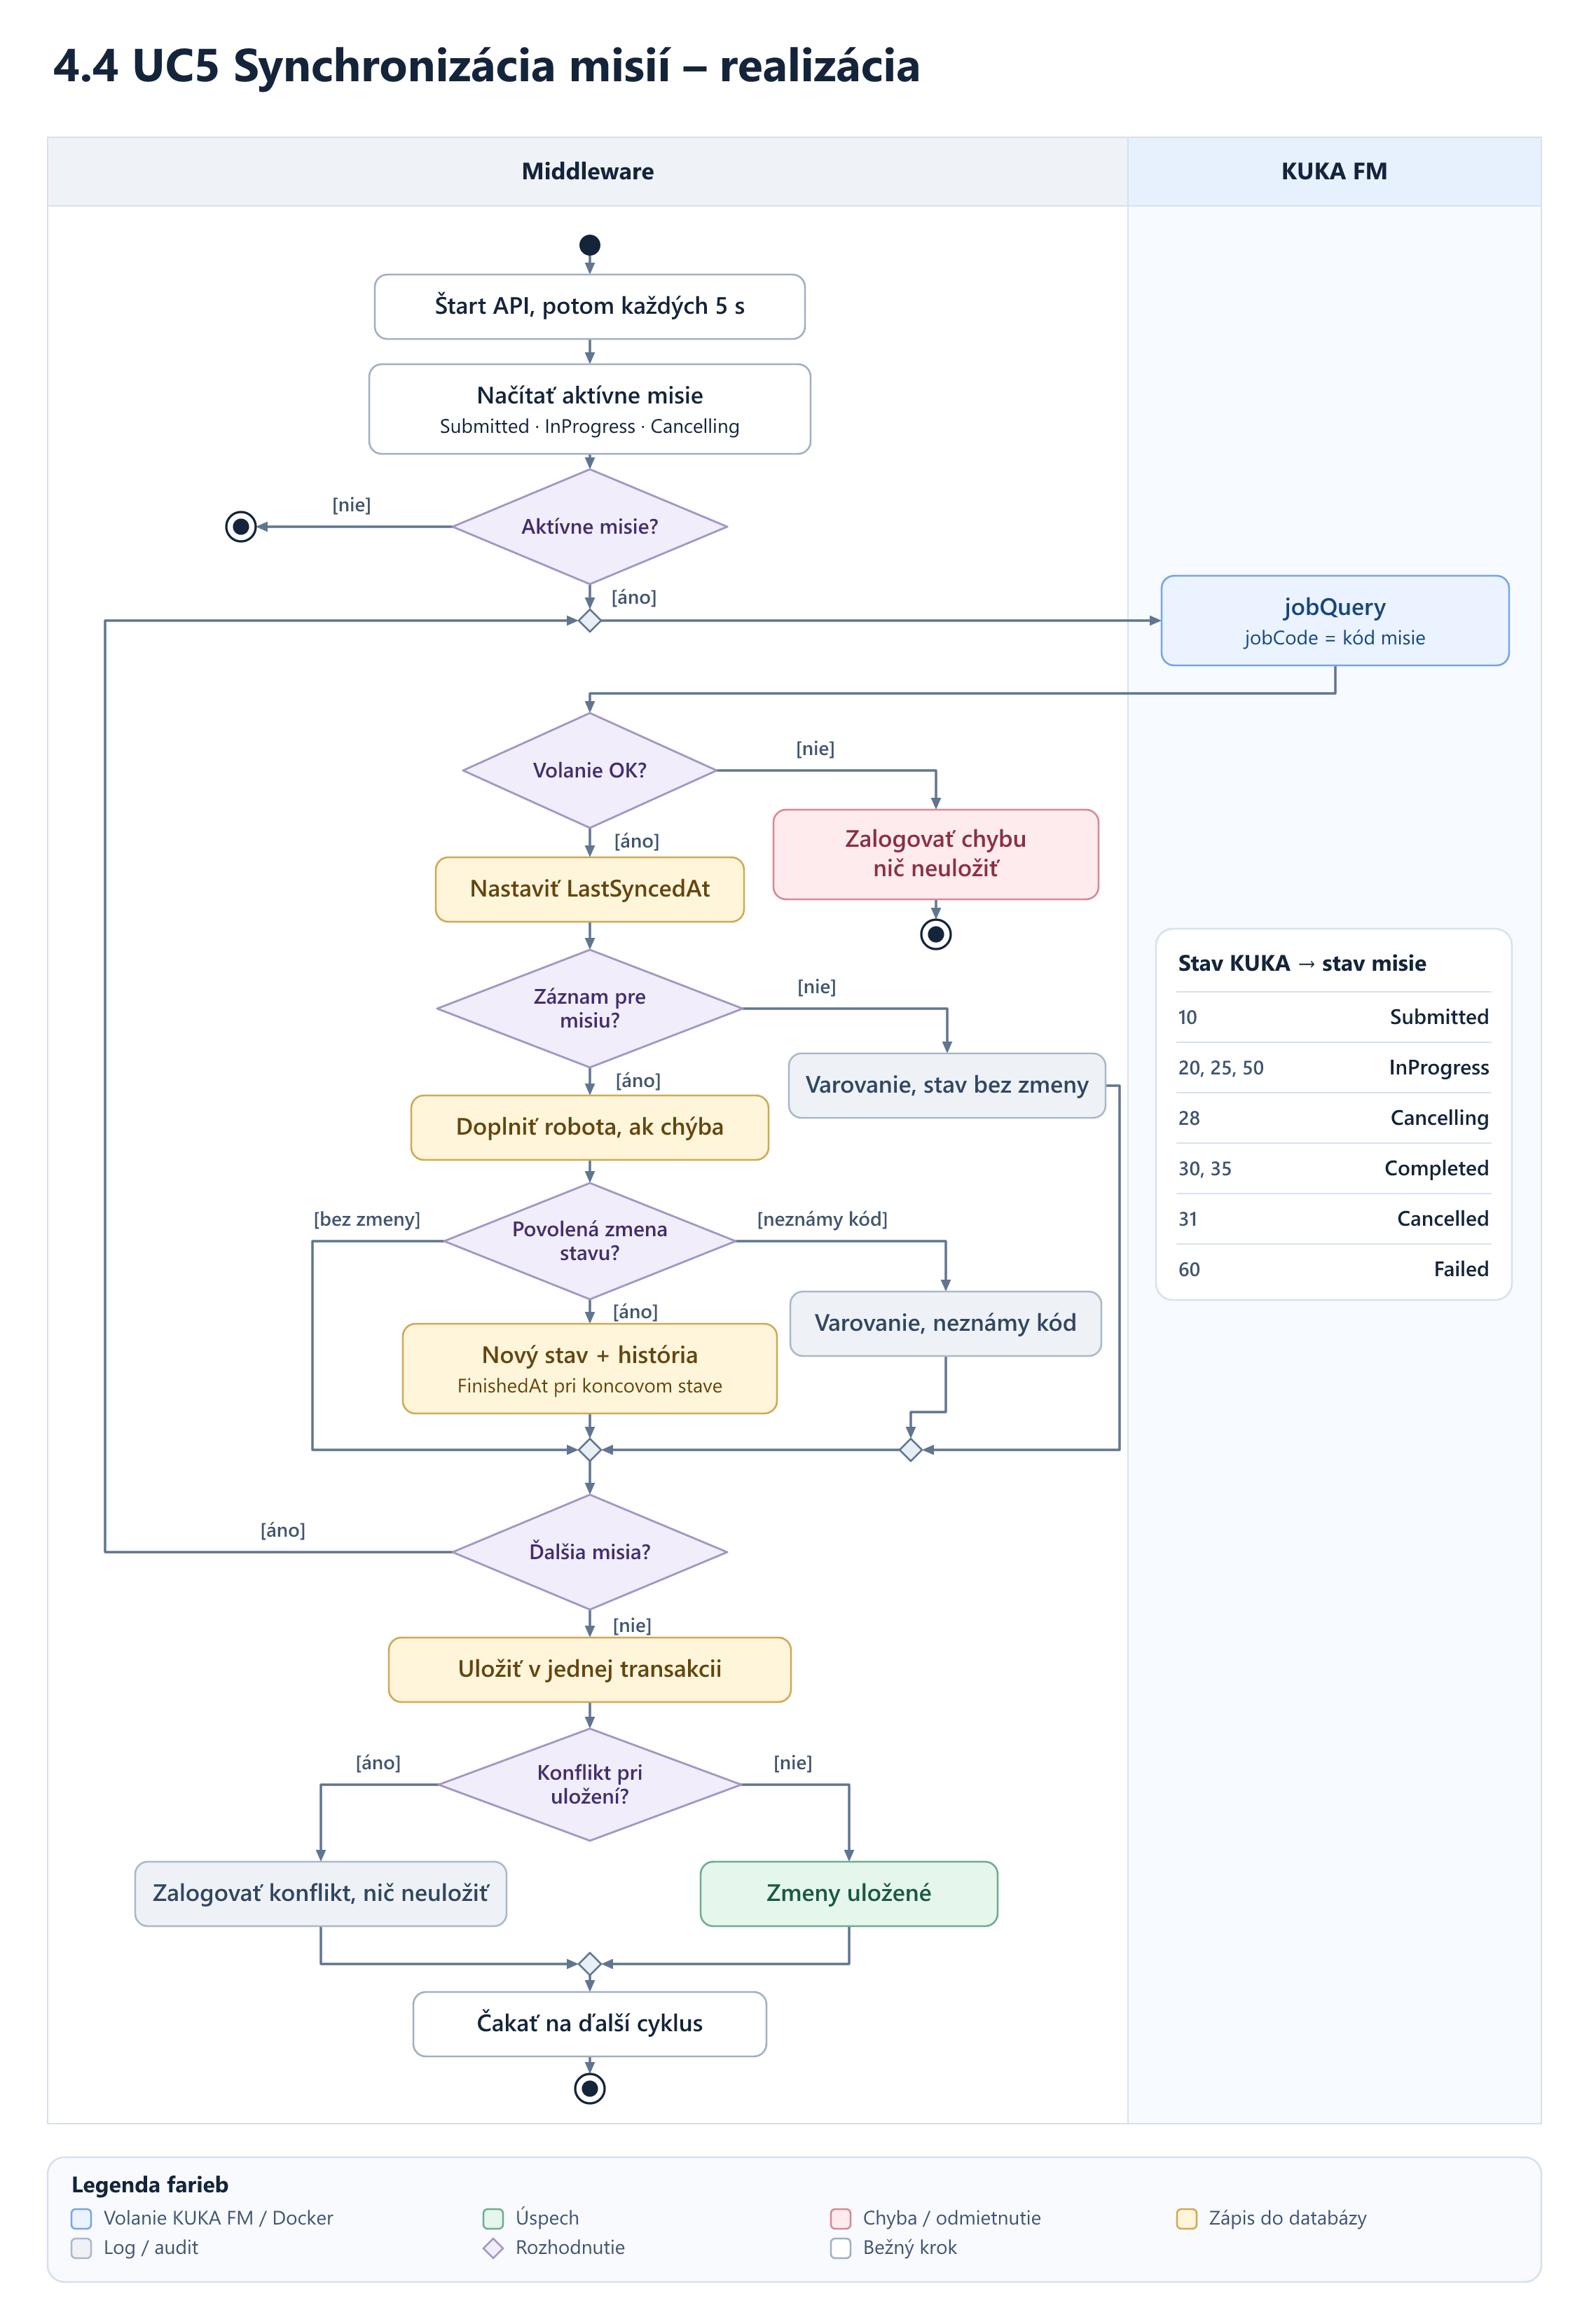 4.4 UC5 Synchronizácia misií – realizácia
Middleware
KUKA FM
Štart API, potom každých 5 s
Načítať aktívne misie
Submitted · InProgress · Cancelling
[nie]
Aktívne misie?
[áno]
jobQuery
jobCode = kód misie
Volanie OK?
[nie]
Zalogovať chybu
nič neuložiť
[áno]
Nastaviť LastSyncedAt
Záznam pre
misiu?
[nie]
Varovanie, stav bez zmeny
[áno]
Doplniť robota, ak chýba
[bez zmeny]
Povolená zmena
stavu?
[neznámy kód]
Varovanie, neznámy kód
[áno]
Nový stav + história
FinishedAt pri koncovom stave
Stav KUKA → stav misie
10 Submitted
20, 25, 50 InProgress
28 Cancelling
30, 35 Completed
31 Cancelled
60 Failed
[áno]
Ďalšia misia?
[nie]
Uložiť v jednej transakcii
[áno]
Konflikt pri
uložení?
[nie]
Zalogovať konflikt, nič neuložiť
Zmeny uložené
Čakať na ďalší cyklus
Legenda farieb
Volanie KUKA FM / Docker
Úspech
Chyba / odmietnutie
Zápis do databázy
Log / audit
Rozhodnutie
Bežný krok